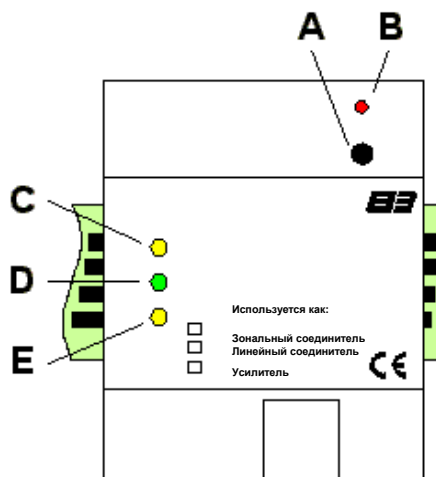 A
B
C
D
E
Используется как:
Зональный соединитель
Линейный соединитель
Усилитель
CE